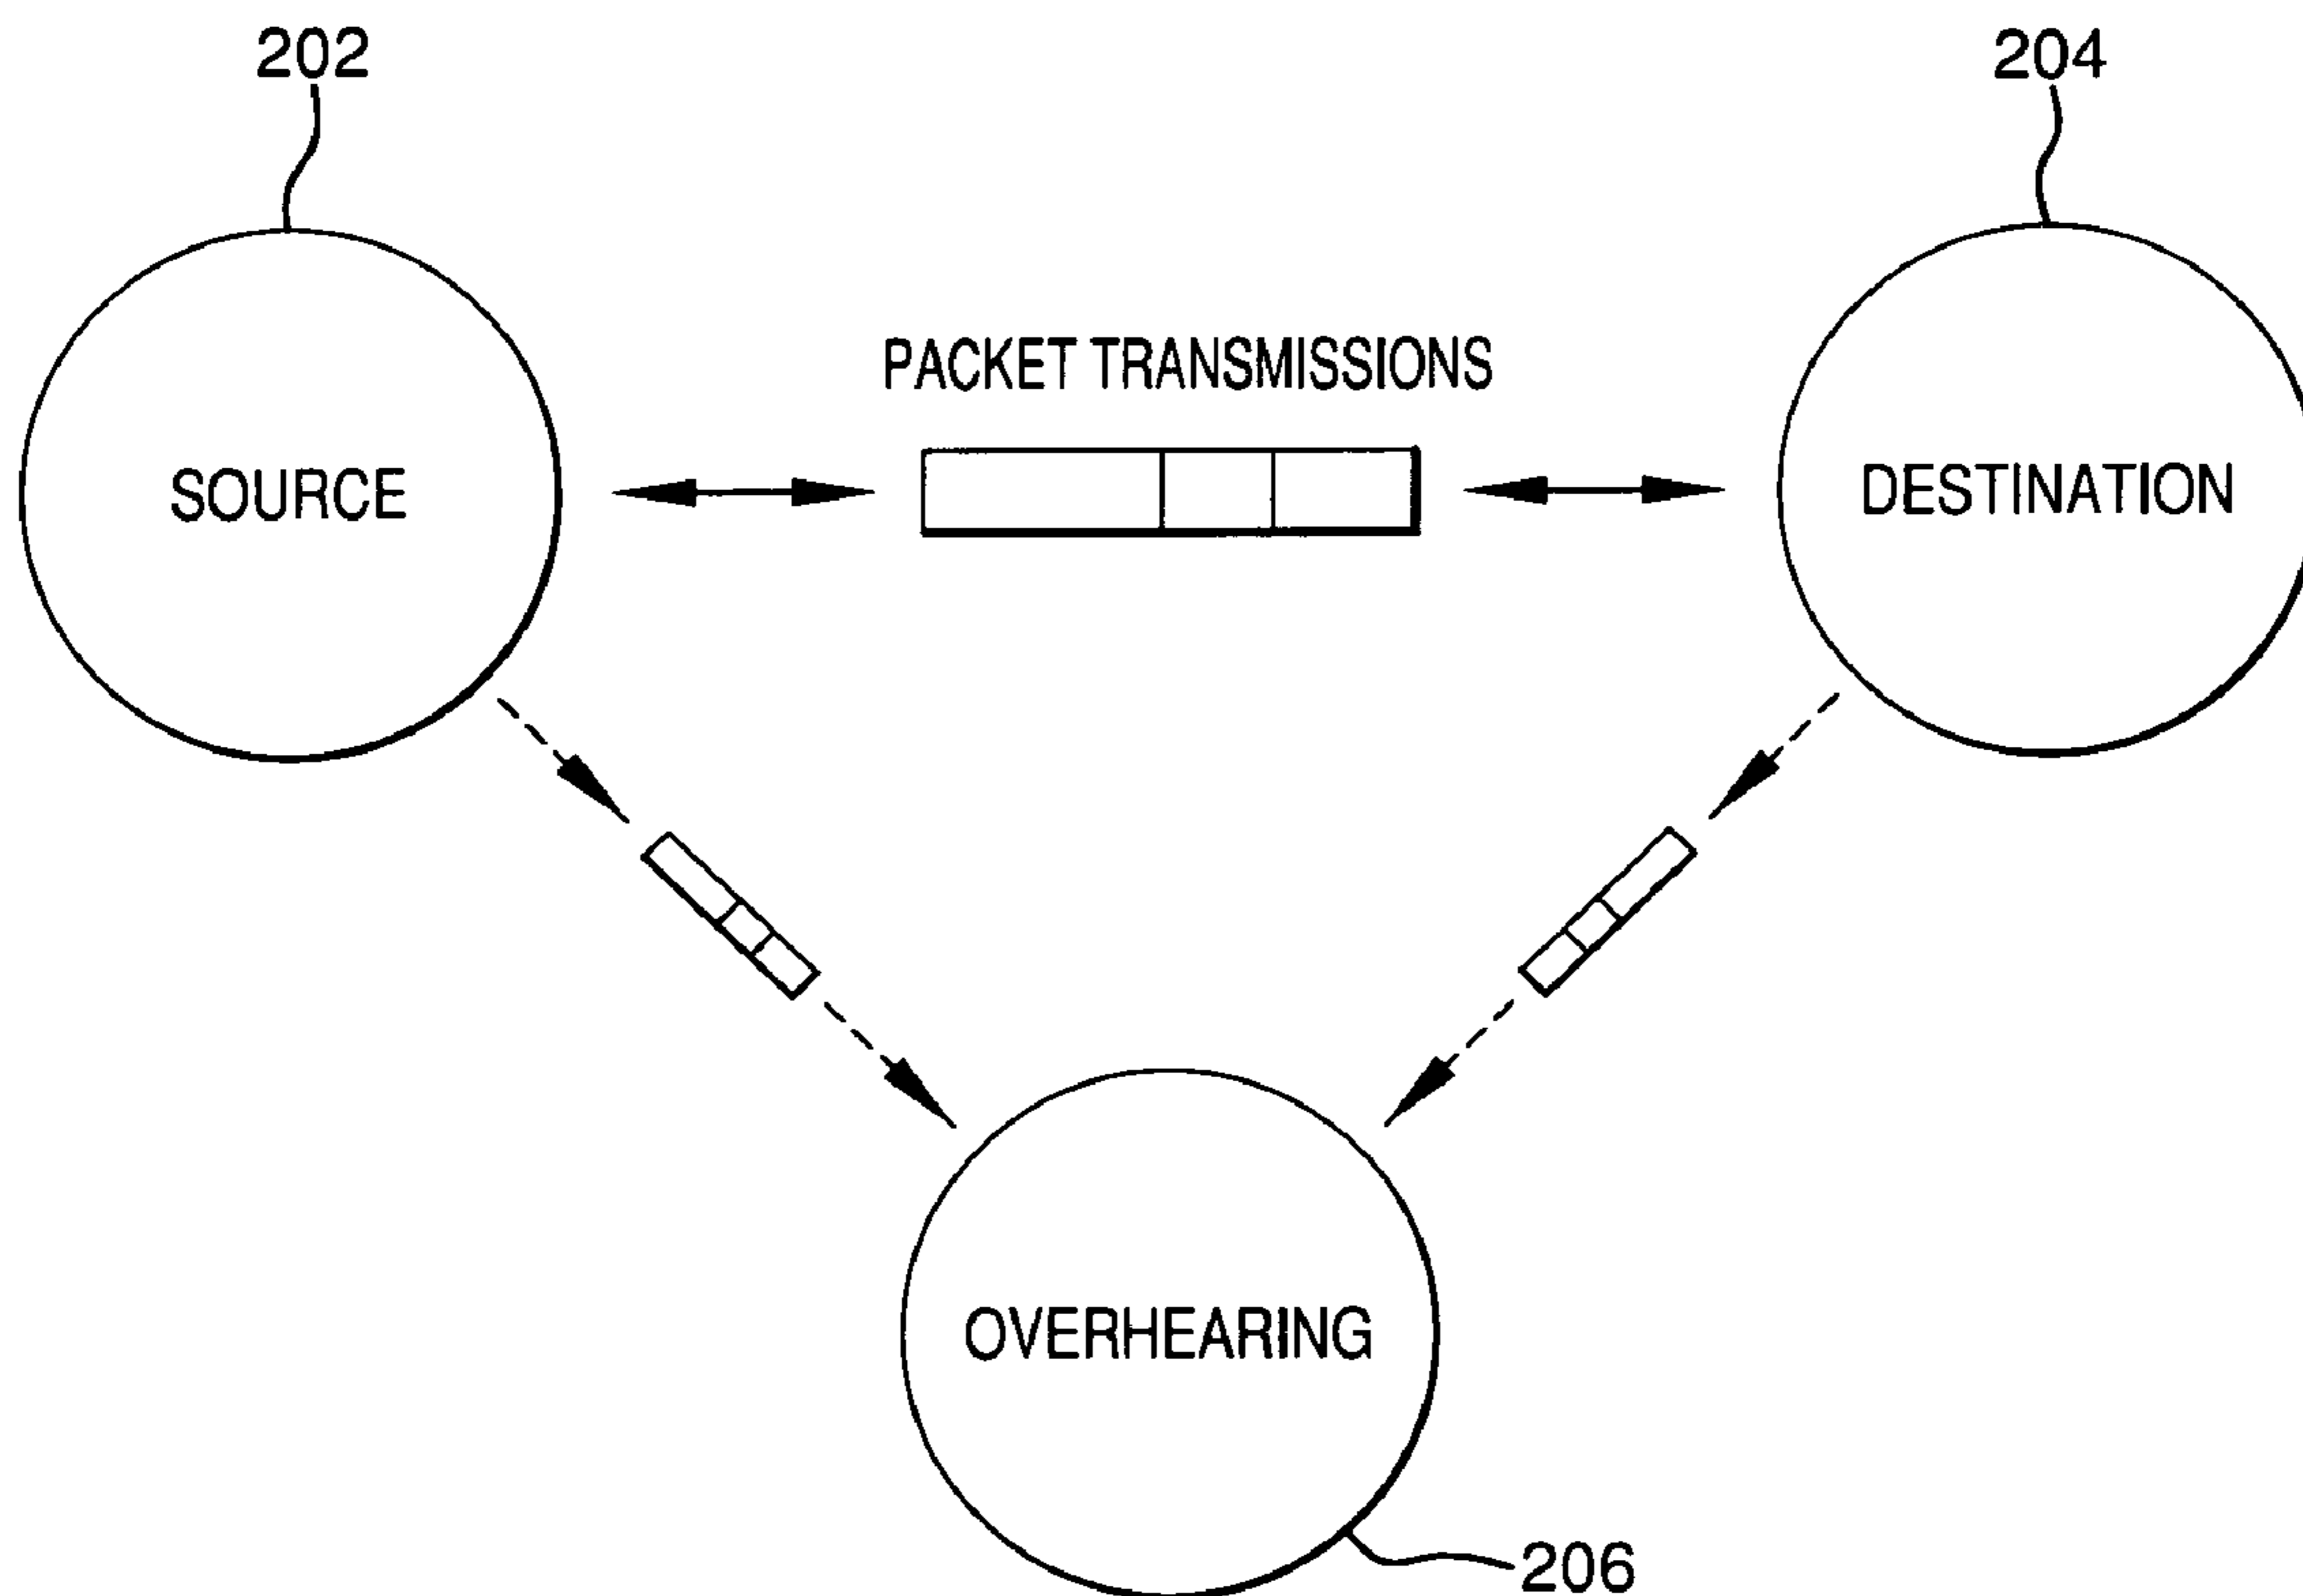 202
204
PACKET TRANSMISSIONS
SOURCE
DESTINATION
OVERHEARING
206